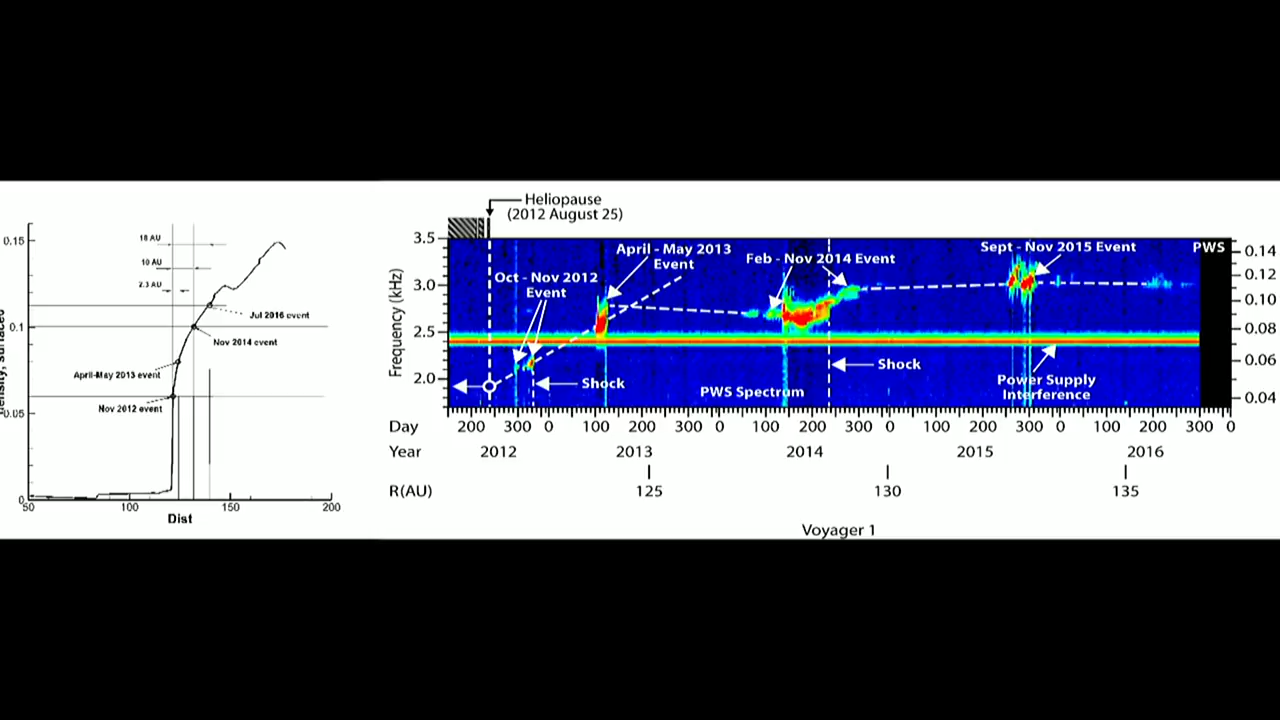 0.15
0.1
0.05
0
50
100
150
200
Dist
18 AU
10 AU
2.3 AU
Jul 2016 event
Nov 2014 event
April-May 2013 event
Nov 2012 event
Heliopause
(2012 August 25)
Frequency (kHz)
3.5
3.0
2.5
2.0
Oct - Nov 2012
Event
April - May 2013
Event
Feb - Nov 2014 Event
Sept - Nov 2015 Event
PWS
Shock
PWS Spectrum
Shock
Power Supply
Interference
0.14
0.12
0.10
0.08
0.06
0.04
Day 200 300 0 100 200 300 0 100 200 300 0 100 200 300 0 100 200 300 0
Year 2012 2013 2014 2015 2016
R(AU) 125 130 135
Voyager 1